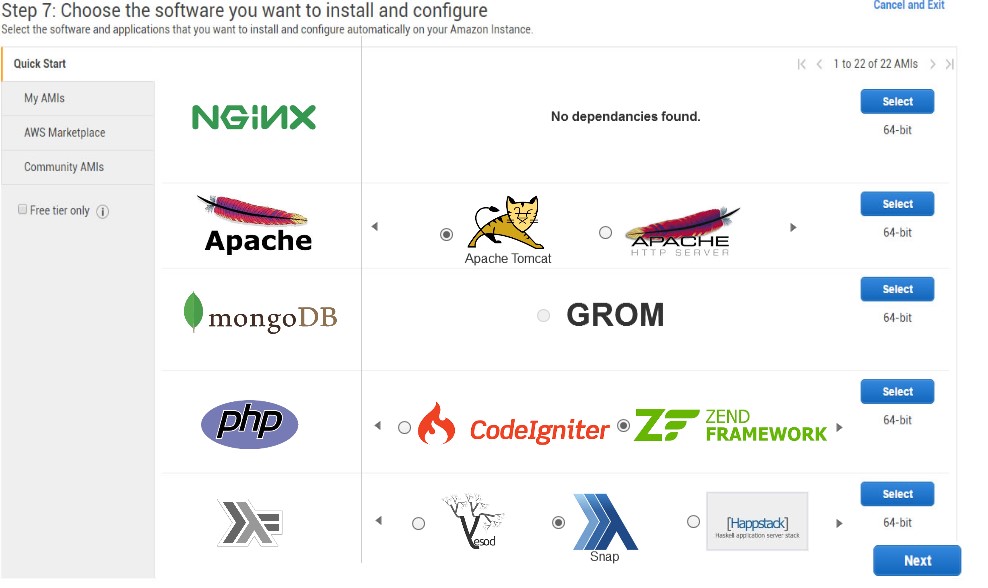 Step 7: Choose the software you want to install and configure
Cancel and Exit
Select the software and applications that you want to install and configure automatically on your Amazon Instance.
Quick Start
1 to 22 of 22 AMIs
My AMIs
AWS Marketplace
Community AMIs
Free tier only
NGiNX
No dependancies found.
Select
64-bit
Apache
Apache Tomcat
APACHE
HTTP SERVER
Select
64-bit
mongoDB
GROM
Select
64-bit
php
CodeIgniter
ZF ZEND
FRAMEWORK
Select
64-bit
Yesod
Snap
[Happstack]
Haskell application server stack
Select
64-bit
Next